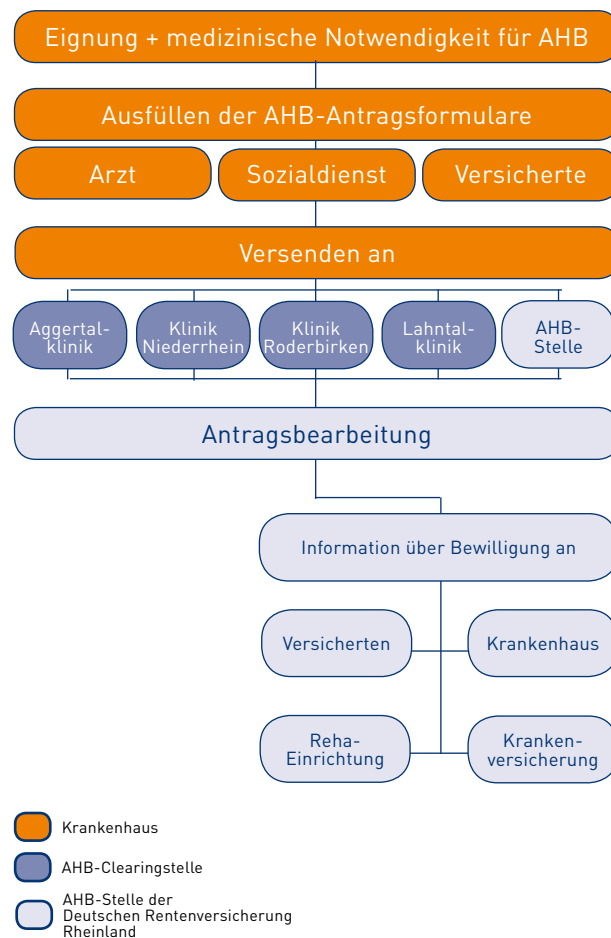 Eignung + medizinische Notwendigkeit für AHB
Ausfüllen der AHB-Antragsformulare
Arzt
Sozialdienst
Versicherte
Versenden an
Aggertal-
klinik
Klinik
Niederrhein
Klinik
Roderbirken
Lahntal-
klinik
AHB-
Stelle
Antragsbearbeitung
Information über Bewilligung an
Versicherten
Krankenhaus
Reha-
Einrichtung
Kranken-
versicherung
Krankenhaus
AHB-Clearingstelle
AHB-Stelle der
Deutschen Rentenversicherung
Rheinland